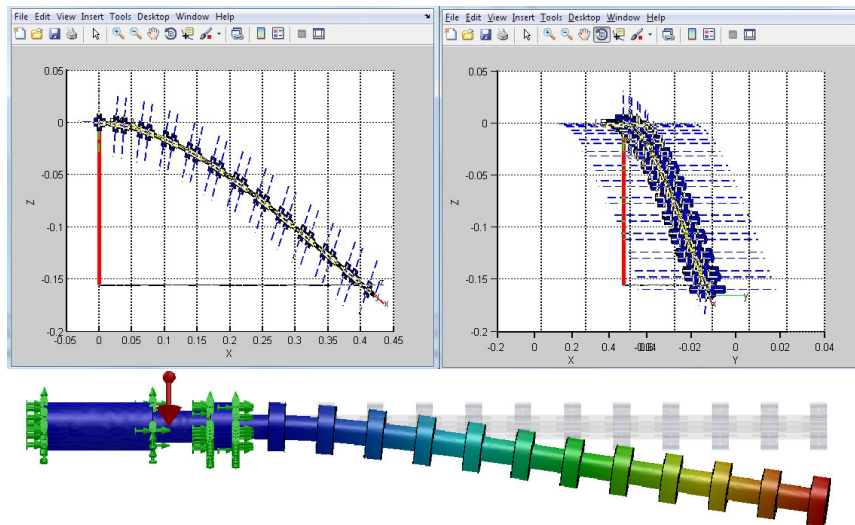 File Edit View Insert Tools Desktop Window Help
0.05
0
-0.05
-0.1
-0.15
-0.2
Z
-0.05 0 0.05 0.1 0.15 0.2 0.25 0.3 0.35 0.4 0.45
X
z
y
x
File Edit View Insert Tools Desktop Window Help
0.05
0
-0.05
-0.1
-0.15
-0.2
Z
-0.2 0 0.2 0.4 -0.02 0 0.02 0.04
X Y
y
x